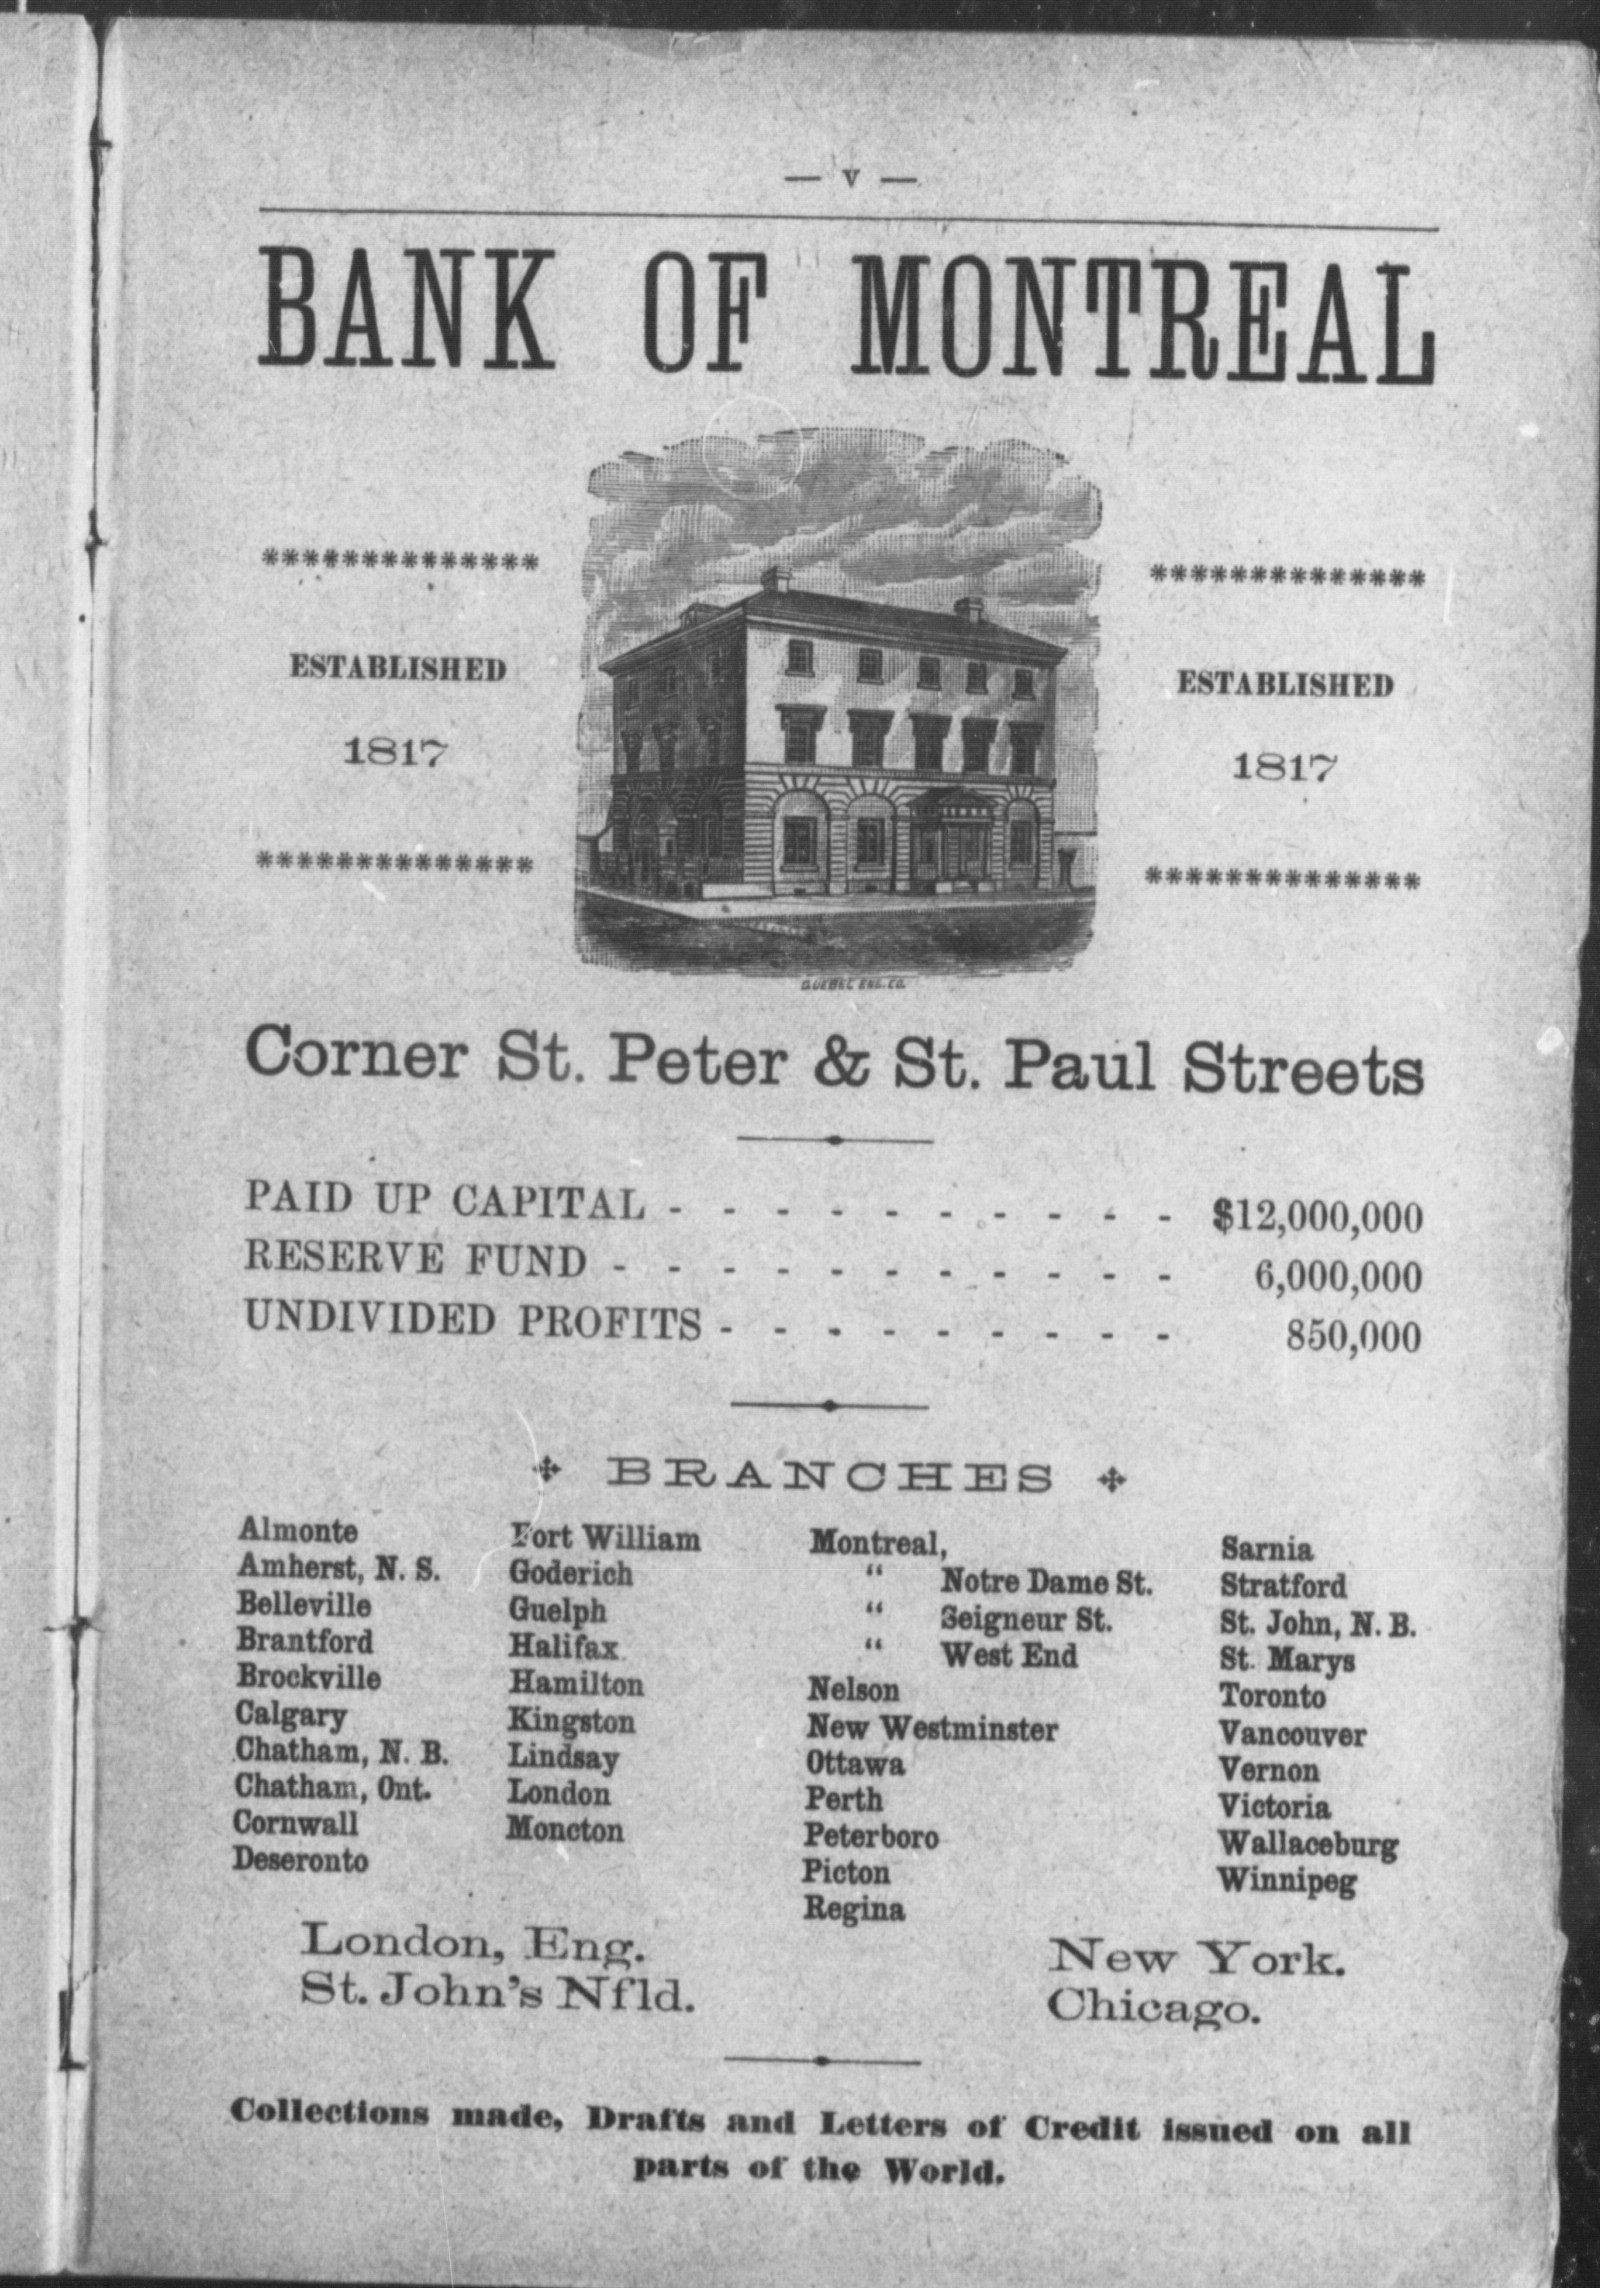 — v —
BANK OF MONTREAL
*************
ESTABLISHED
1817
*************
*************
ESTABLISHED
1817
*************
QUEBEC ENG. CO.
Corner St. Peter & St. Paul Streets
PAID UP CAPITAL - - - - - - - - - - $12,000,000
RESERVE FUND - - - - - - - - - - - 6,000,000
UNDIVIDED PROFITS - - - - - - - - - 850,000
BRANCHES
Almonte
Amherst, N. S.
Belleville
Brantford
Brockville
Calgary
Chatham, N. B.
Chatham, Ont.
Cornwall
Deseronto
Fort William
Goderich
Guelph
Halifax
Hamilton
Kingston
Lindsay
London
Moncton
Montreal,
“ Notre Dame St.
“ Seigneur St.
“ West End
Nelson
New Westminster
Ottawa
Perth
Peterboro
Picton
Regina
Sarnia
Stratford
St. John, N. B.
St. Marys
Toronto
Vancouver
Vernon
Victoria
Wallaceburg
Winnipeg
London, Eng.
St. John's Nfld.
New York.
Chicago.
Collections made, Drafts and Letters of Credit issued on all
parts of the World.